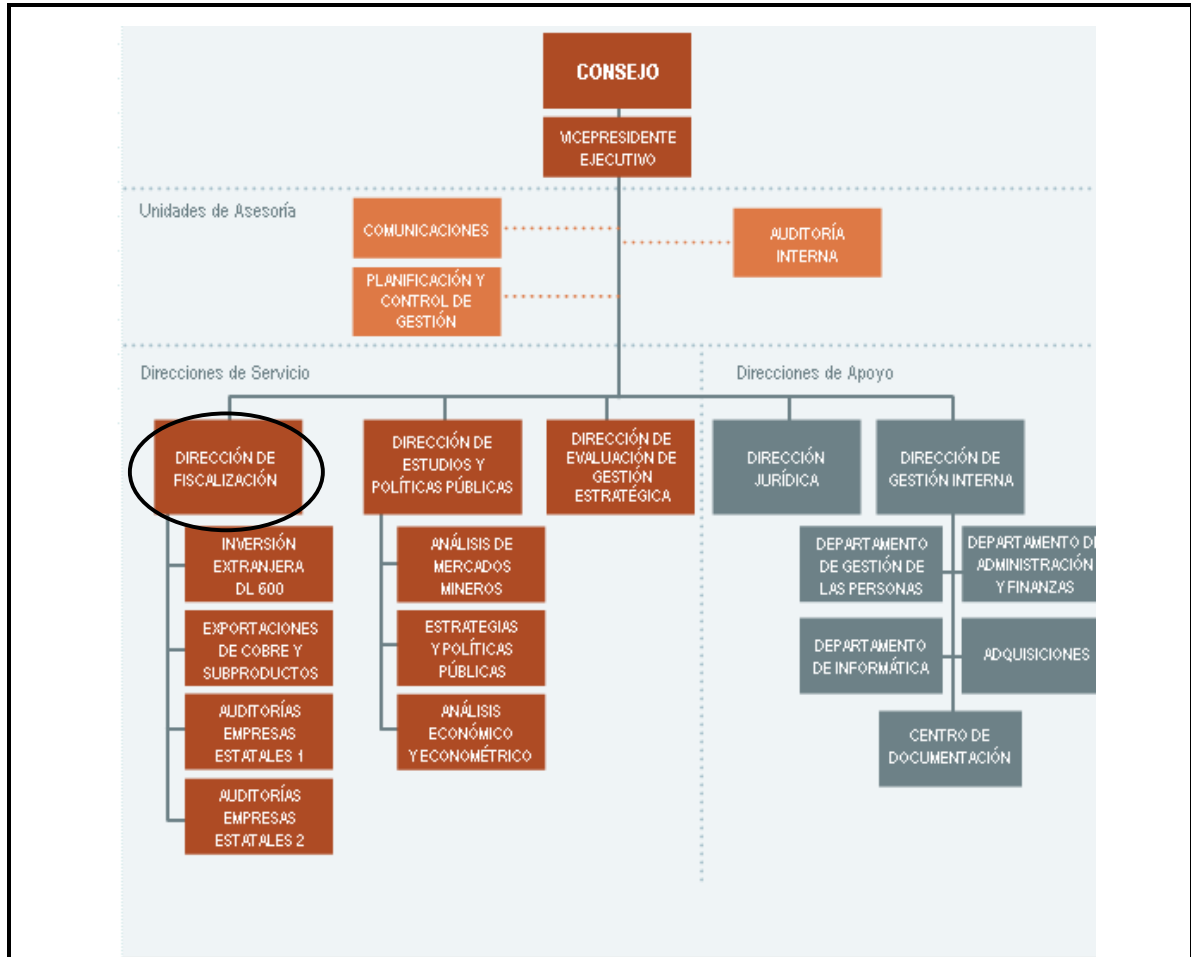 CONSEJO
VICEPRESIDENTE
EJECUTIVO
Unidades de Asesoría
COMUNICACIONES
AUDITORÍA
INTERNA
PLANIFICACIÓN Y
CONTROL DE
GESTIÓN
Direcciones de Servicio
Direcciones de Apoyo
DIRECCIÓN DE
FISCALIZACIÓN
DIRECCIÓN DE
ESTUDIOS Y
POLÍTICAS PÚBLICAS
DIRECCIÓN DE
EVALUACIÓN DE
GESTIÓN
ESTRATÉGICA
DIRECCIÓN
JURÍDICA
DIRECCIÓN DE
GESTIÓN INTERNA
INVERSIÓN
EXTRANJERA
DL 600
EXPORTACIONES
DE COBRE Y
SUBPRODUCTOS
AUDITORÍAS
EMPRESAS
ESTATALES 1
AUDITORÍAS
EMPRESAS
ESTATALES 2
ANÁLISIS DE
MERCADOS
MINEROS
ESTRATEGIAS
Y POLÍTICAS
PÚBLICAS
ANÁLISIS
ECONÓMICO
Y ECONOMÉTRICO
DEPARTAMENTO
DE GESTIÓN DE
LAS PERSONAS
DEPARTAMENTO
ADMINISTRACIÓN
Y FINANZAS
DEPARTAMENTO
DE INFORMÁTICA
ADQUISICIONES
CENTRO DE
DOCUMENTACIÓN